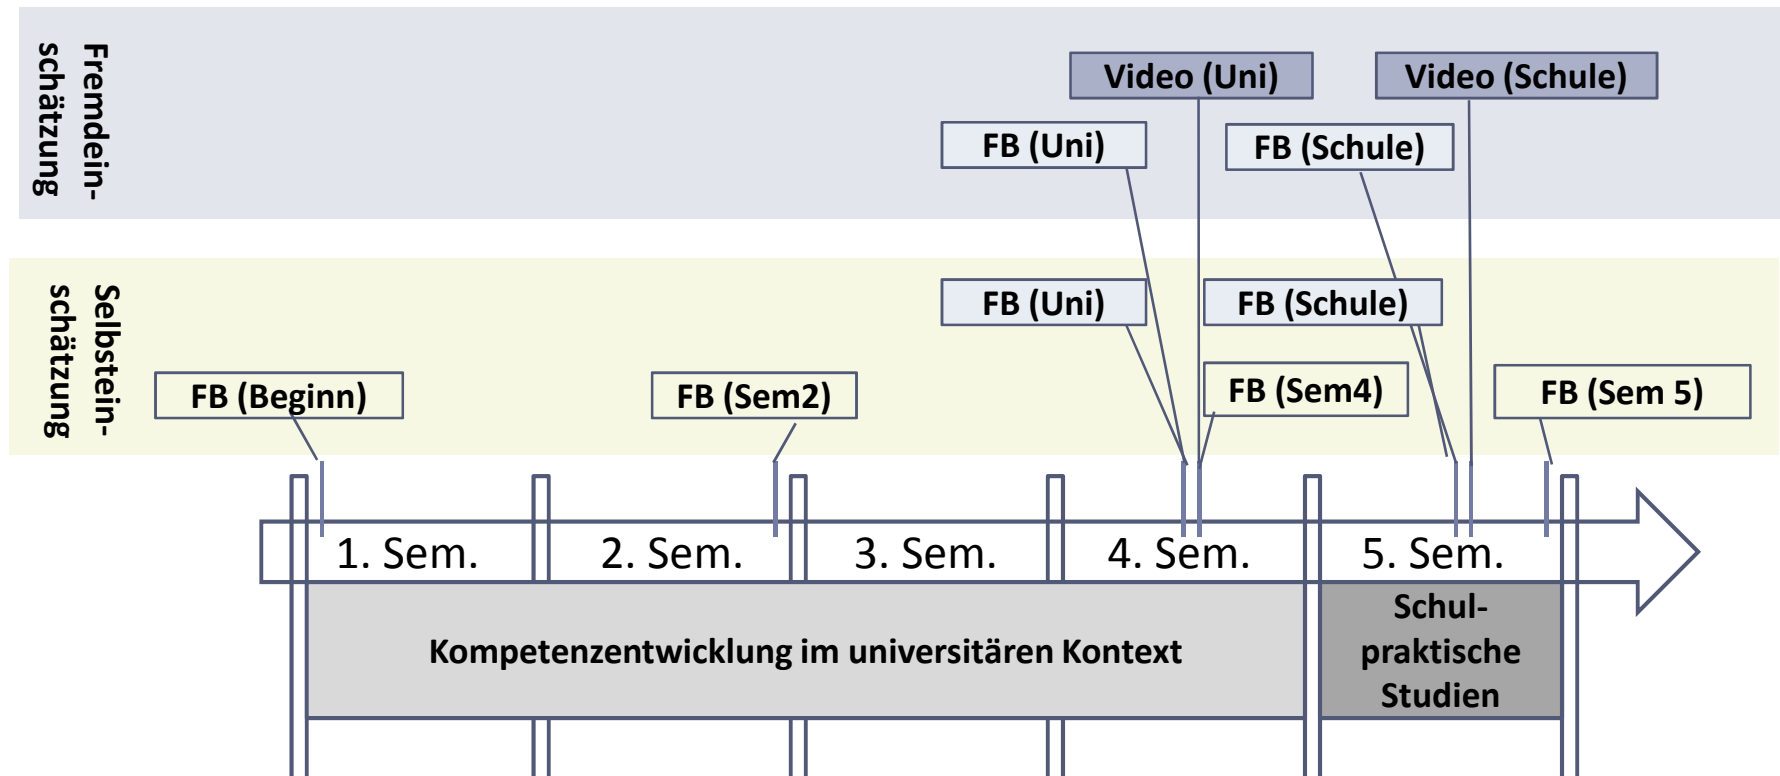 Fremdein-
schätzung
Video (Uni)
Video (Schule)
FB (Uni)
FB (Schule)
Selbstein-
schätzung
FB (Uni)
FB (Schule)
FB (Beginn)
FB (Sem2)
FB (Sem4)
FB (Sem 5)
1. Sem.
2. Sem.
3. Sem.
4. Sem.
5. Sem.
Kompetenzentwicklung im universitären Kontext
Schul-
praktische
Studien